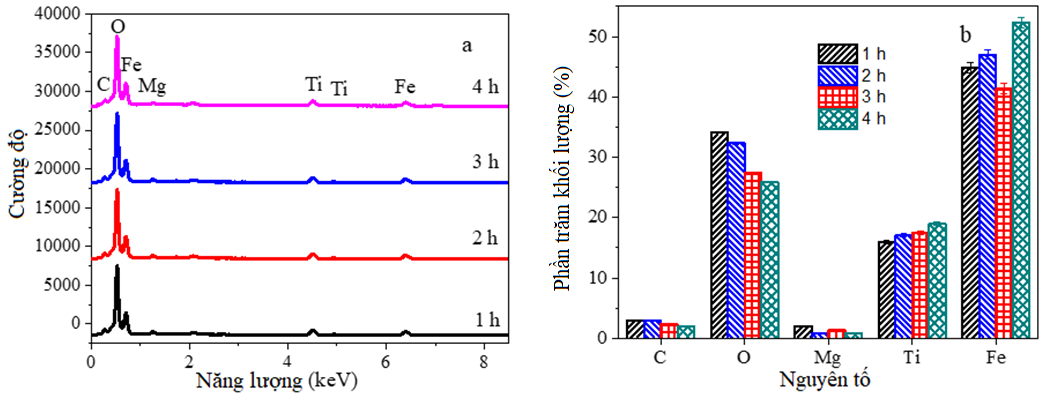 40000
35000
30000
25000
20000
15000
10000
5000
0
Cường độ
O
a
Fe
C
Mg
Ti
Ti
Fe
4 h
3 h
2 h
1 h
0
2
4
6
8
Năng lượng (keV)
50
40
30
20
10
0
Phần trăm khối lượng (%)
b
1 h
2 h
3 h
4 h
C
O
Mg
Ti
Fe
Nguyên tố